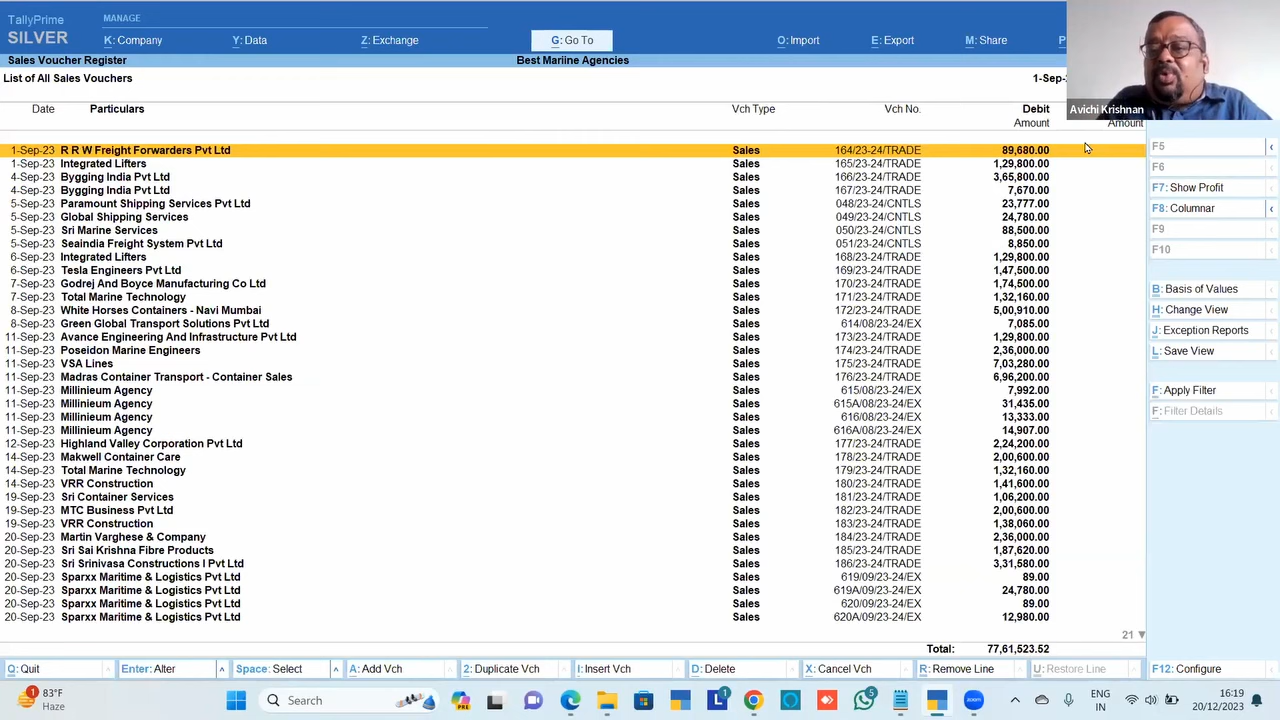 TallyPrime
SILVER
MANAGE
K: Company
Y: Data
Z: Exchange
G: Go To
O: Import
E: Export
M: Share
P
Sales Voucher Register
Best Mariine Agencies
List of All Sales Vouchers
1-Sep-
Avichi Krishnan
Date Particulars Vch Type Vch No. Debit
Amount Amount
1-Sep-23 R R W Freight Forwarders Pvt Ltd Sales 164/23-24/TRADE 89,680.00
1-Sep-23 Integrated Lifters Sales 165/23-24/TRADE 1,29,800.00
4-Sep-23 Bygging India Pvt Ltd Sales 166/23-24/TRADE 3,65,800.00
4-Sep-23 Bygging India Pvt Ltd Sales 167/23-24/TRADE 7,670.00
5-Sep-23 Paramount Shipping Services Pvt Ltd Sales 048/23-24/CNTLS 23,777.00
5-Sep-23 Global Shipping Services Sales 049/23-24/CNTLS 24,780.00
5-Sep-23 Sri Marine Services Sales 050/23-24/CNTLS 88,500.00
5-Sep-23 Seaindia Freight System Pvt Ltd Sales 051/23-24/CNTLS 8,850.00
6-Sep-23 Integrated Lifters Sales 168/23-24/TRADE 1,29,800.00
6-Sep-23 Tesla Engineers Pvt Ltd Sales 169/23-24/TRADE 1,47,500.00
7-Sep-23 Godrej And Boyce Manufacturing Co Ltd Sales 170/23-24/TRADE 1,74,500.00
7-Sep-23 Total Marine Technology Sales 171/23-24/TRADE 1,32,160.00
8-Sep-23 White Horses Containers - Navi Mumbai Sales 172/23-24/TRADE 5,00,910.00
8-Sep-23 Green Global Transport Solutions Pvt Ltd Sales 614/08/23-24/EX 7,085.00
11-Sep-23 Avance Engineering And Infrastructure Pvt Ltd Sales 173/23-24/TRADE 1,29,800.00
11-Sep-23 Poseidon Marine Engineers Sales 174/23-24/TRADE 2,36,000.00
11-Sep-23 VSA Lines Sales 175/23-24/TRADE 7,03,280.00
11-Sep-23 Madras Container Transport - Container Sales Sales 176/23-24/TRADE 6,96,200.00
11-Sep-23 Millinieum Agency Sales 615/08/23-24/EX 7,992.00
11-Sep-23 Millinieum Agency Sales 615A/08/23-24/EX 31,435.00
11-Sep-23 Millinieum Agency Sales 616/08/23-24/EX 13,333.00
11-Sep-23 Millinieum Agency Sales 616A/08/23-24/EX 14,907.00
12-Sep-23 Highland Valley Corporation Pvt Ltd Sales 177/23-24/TRADE 2,24,200.00
14-Sep-23 Makwell Container Care Sales 178/23-24/TRADE 2,00,600.00
14-Sep-23 Total Marine Technology Sales 179/23-24/TRADE 1,32,160.00
14-Sep-23 VRR Construction Sales 180/23-24/TRADE 1,41,600.00
19-Sep-23 Sri Container Services Sales 181/23-24/TRADE 1,06,200.00
19-Sep-23 MTC Business Pvt Ltd Sales 182/23-24/TRADE 2,00,600.00
19-Sep-23 VRR Construction Sales 183/23-24/TRADE 1,38,060.00
20-Sep-23 Martin Varghese & Company Sales 184/23-24/TRADE 2,36,000.00
20-Sep-23 Sri Sai Krishna Fibre Products Sales 185/23-24/TRADE 1,87,620.00
20-Sep-23 Sri Srinivasa Constructions I Pvt Ltd Sales 186/23-24/TRADE 3,31,580.00
20-Sep-23 Sparxx Maritime & Logistics Pvt Ltd Sales 619/09/23-24/EX 89.00
20-Sep-23 Sparxx Maritime & Logistics Pvt Ltd Sales 619A/09/23-24/EX 24,780.00
20-Sep-23 Sparxx Maritime & Logistics Pvt Ltd Sales 620/09/23-24/EX 89.00
20-Sep-23 Sparxx Maritime & Logistics Pvt Ltd Sales 620A/09/23-24/EX 12,980.00
21
Total: 77,61,523.52
F5
F6
F7: Show Profit
F8: Columnar
F9
F10
B: Basis of Values
H: Change View
J: Exception Reports
L: Save View
F: Apply Filter
F: Filter Details
Q: Quit
Enter: Alter
Space: Select
A: Add Vch
2: Duplicate Vch
I: Insert Vch
D: Delete
X: Cancel Vch
R: Remove Line
U: Restore Line
F12: Configure
1
83°F
Haze
Search
PRE
L
1
5
ENG
IN
16:19
20/12/2023